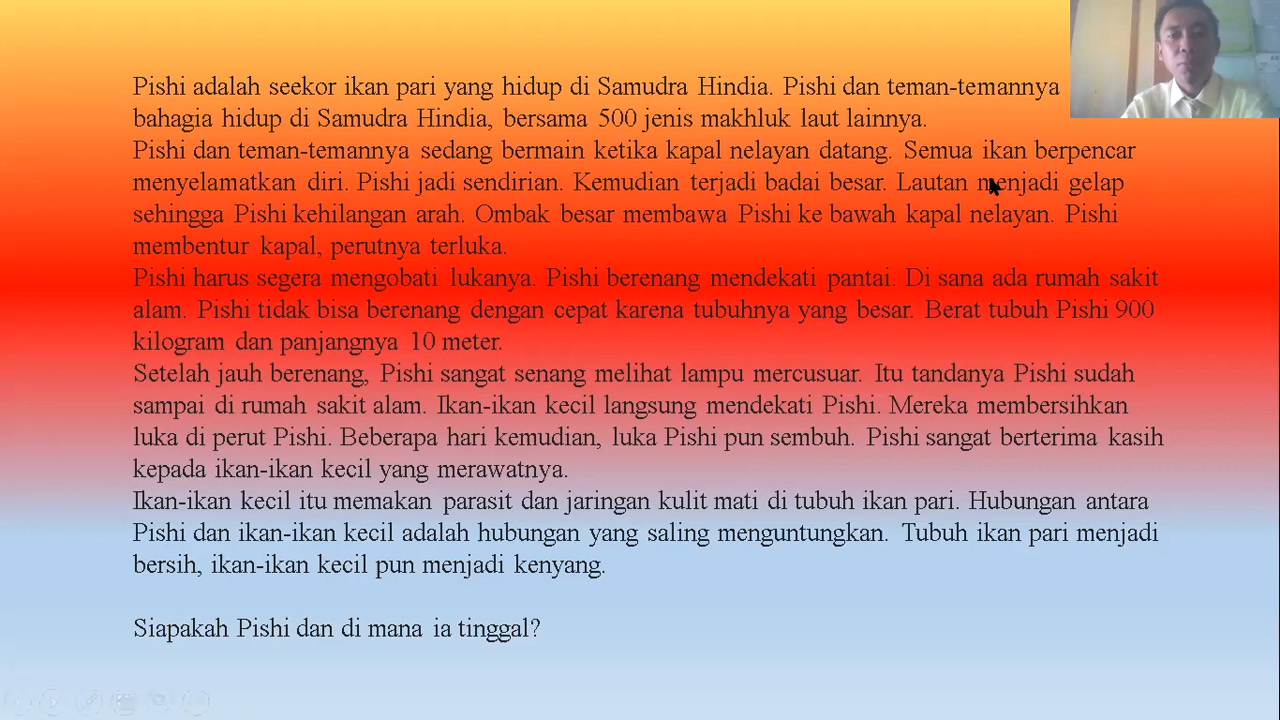 Pishi adalah seekor ikan pari yang hidup di Samudra Hindia. Pishi dan teman-temannya
bahagia hidup di Samudra Hindia, bersama 500 jenis makhluk laut lainnya.
Pishi dan teman-temannya sedang bermain ketika kapal nelayan datang. Semua ikan berpencar
menyelamatkan diri. Pishi jadi sendirian. Kemudian terjadi badai besar. Lautan menjadi gelap
sehingga Pishi kehilangan arah. Ombak besar membawa Pishi ke bawah kapal nelayan. Pishi
membentur kapal, perutnya terluka.
Pishi harus segera mengobati lukanya. Pishi berenang mendekati pantai. Di sana ada rumah sakit
alam. Pishi tidak bisa berenang dengan cepat karena tubuhnya yang besar. Berat tubuh Pishi 900
kilogram dan panjangnya 10 meter.
Setelah jauh berenang, Pishi sangat senang melihat lampu mercusuar. Itu tandanya Pishi sudah
sampai di rumah sakit alam. Ikan-ikan kecil langsung mendekati Pishi. Mereka membersihkan
luka di perut Pishi. Beberapa hari kemudian, luka Pishi pun sembuh. Pishi sangat berterima kasih
kepada ikan-ikan kecil yang merawatnya.
Ikan-ikan kecil itu memakan parasit dan jaringan kulit mati di tubuh ikan pari. Hubungan antara
Pishi dan ikan-ikan kecil adalah hubungan yang saling menguntungkan. Tubuh ikan pari menjadi
bersih, ikan-ikan kecil pun menjadi kenyang.
Siapakah Pishi dan di mana ia tinggal?